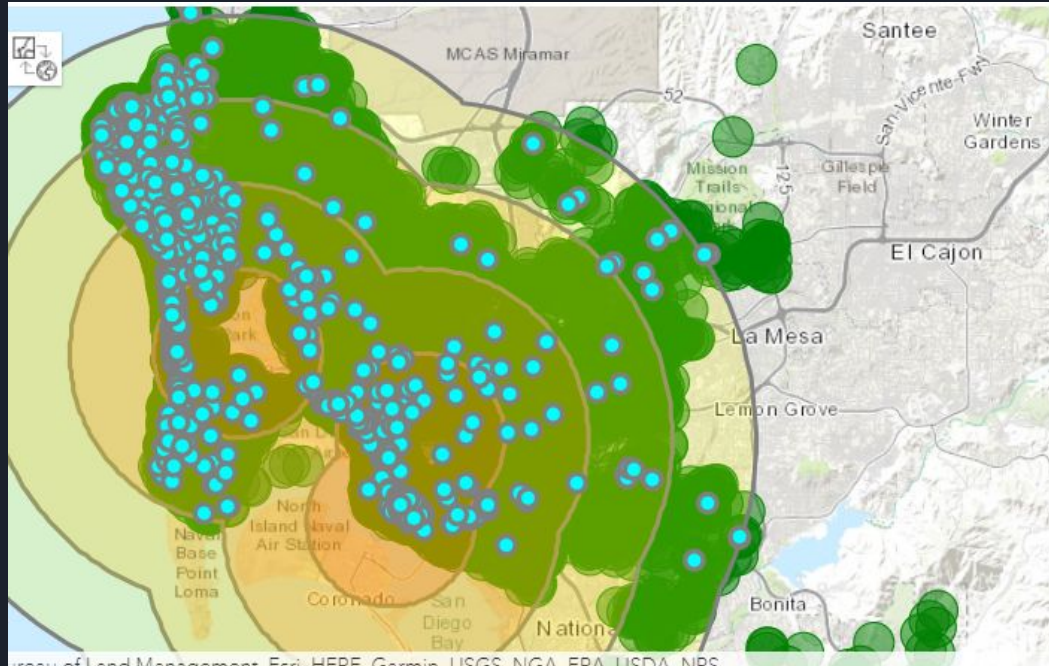 Santee
MCAS Miramar
52
San-Vicente-Fwy
Winter
Gardens
Mission
Trails
Gillespie
Field
125
El Cajon
La Mesa
Lemon Grove
North
Island Naval
Air Station
Naval
Base
Point
Loma
Coronado
San
Diego
Bay
Nationa
Bonita
ureau of Land Management, Esri, HERE, Garmin, USGS, NGA, EPA, USDA, NPS